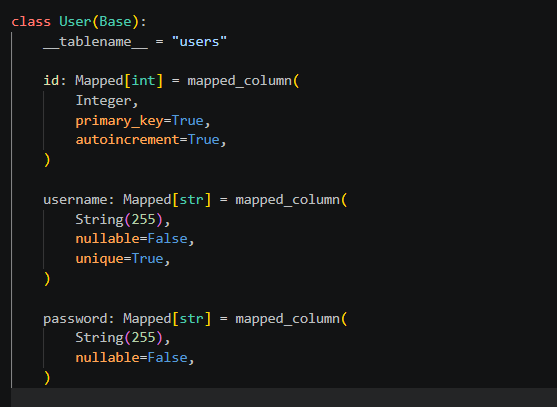 class User(Base):
    __tablename__ = "users"

    id: Mapped[int] = mapped_column(
        Integer,
        primary_key=True,
        autoincrement=True,
    )

    username: Mapped[str] = mapped_column(
        String(255),
        nullable=False,
        unique=True,
    )

    password: Mapped[str] = mapped_column(
        String(255),
        nullable=False,
    )